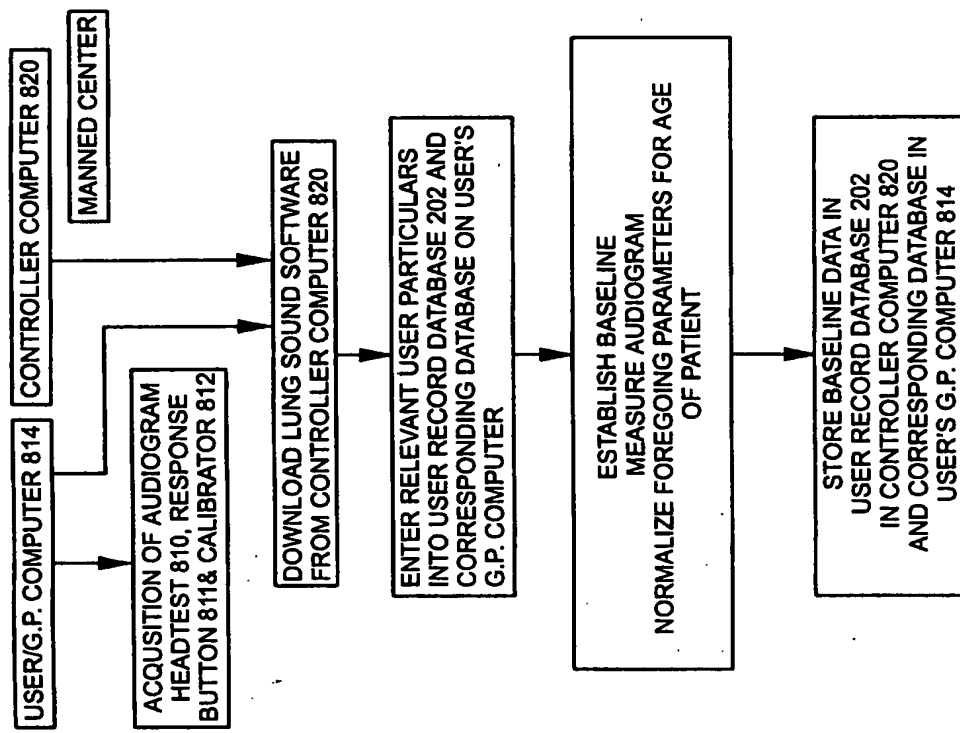 USER/G.P. COMPUTER 814
CONTROLLER COMPUTER 820
MANNED CENTER
ACQUSITION OF AUDIOGRAM
HEADTEST 810, RESPONSE
BUTTON 811& CALIBRATOR 812
DOWNLOAD LUNG SOUND SOFTWARE
FROM CONTROLLER COMPUTER 820
ENTER RELEVANT USER PARTICULARS
INTO USER RECORD DATABASE 202 AND
CORRESPONDING DATABASE ON USER'S
G.P. COMPUTER
ESTABLISH BASELINE
MEASURE AUDIOGRAM
NORMALIZE FOREGOING PARAMETERS FOR AGE
OF PATIENT
STORE BASELINE DATA IN
USER RECORD DATABASE 202
IN CONTROLLER COMPUTER 820
AND CORRESPONDING DATABASE IN
USER'S G.P. COMPUTER 814